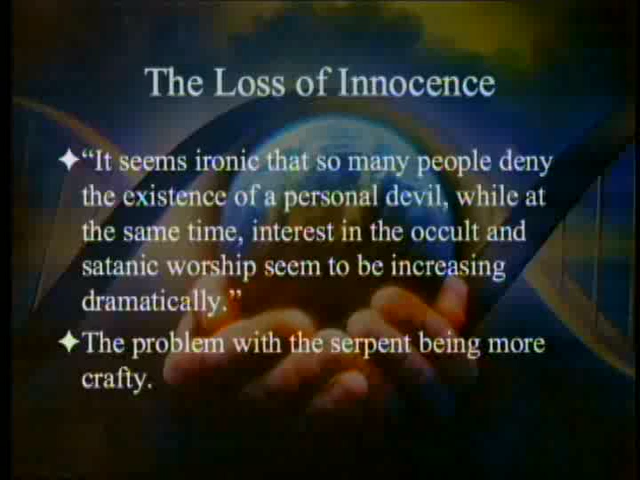 The Loss of Innocence
✦“It seems ironic that so many people deny
the existence of a personal devil, while at
the same time, interest in the occult and
satanic worship seem to be increasing
dramatically.”
✦The problem with the serpent being more
crafty.